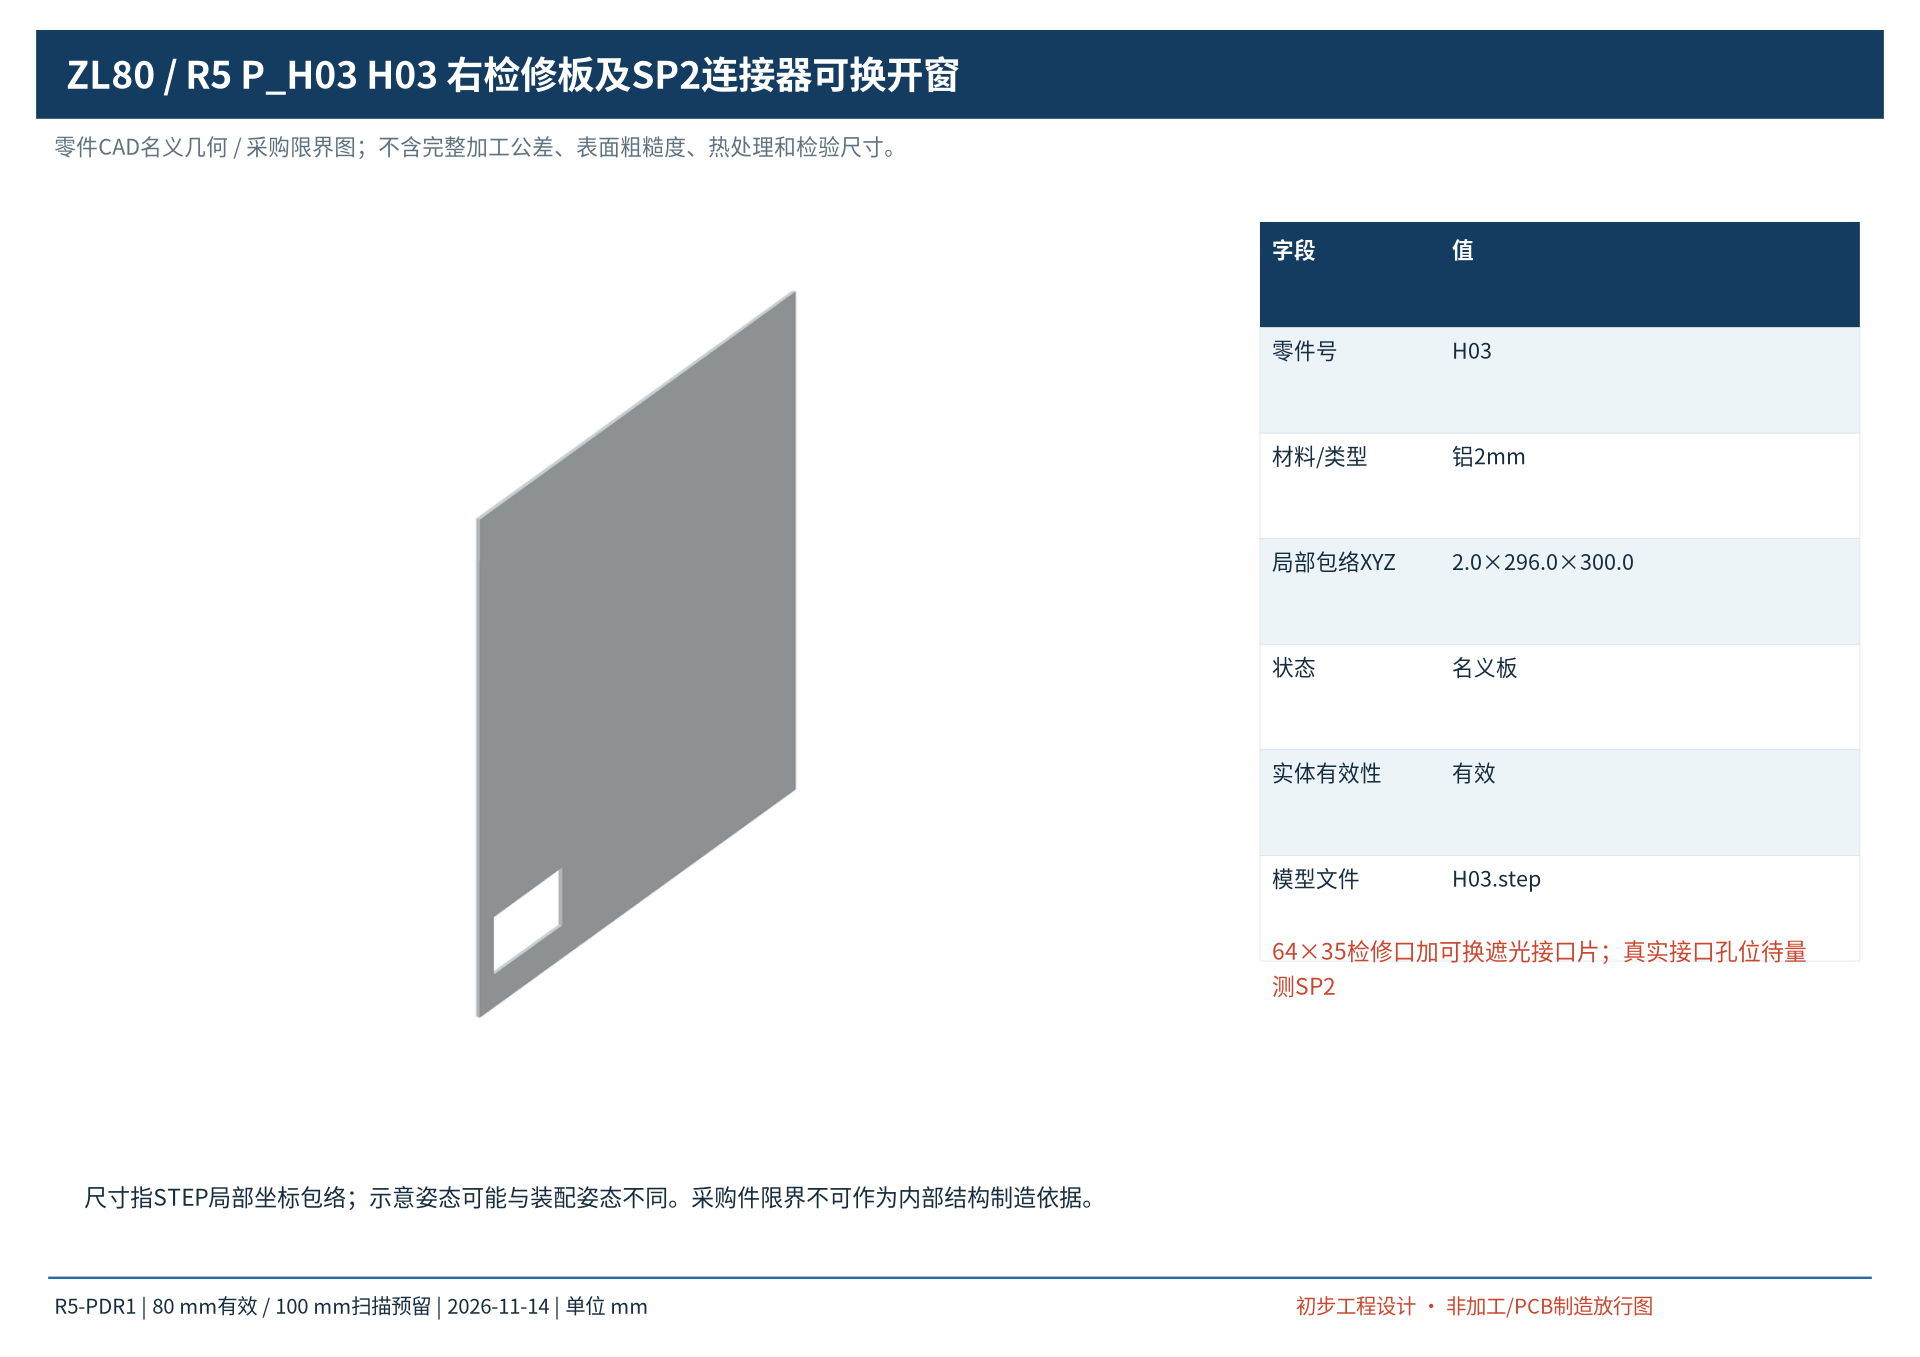 ZL80 / R5 P_H03 H03 右检修板及SP2连接器可换开窗
零件CAD名义几何 / 采购限界图；不含完整加工公差、表面粗糙度、热处理和检验尺寸。
字段 值
零件号 H03
材料/类型 铝2mm
局部包络XYZ 2.0×296.0×300.0
状态 名义板
实体有效性 有效
模型文件 H03.step
64×35检修口加可换遮光接口片；真实接口孔位待量
测SP2
尺寸指STEP局部坐标包络；示意姿态可能与装配姿态不同。采购件限界不可作为内部结构制造依据。
R5-PDR1 | 80 mm有效 / 100 mm扫描预留 | 2026-11-14 | 单位 mm
初步工程设计 · 非加工/PCB制造放行图